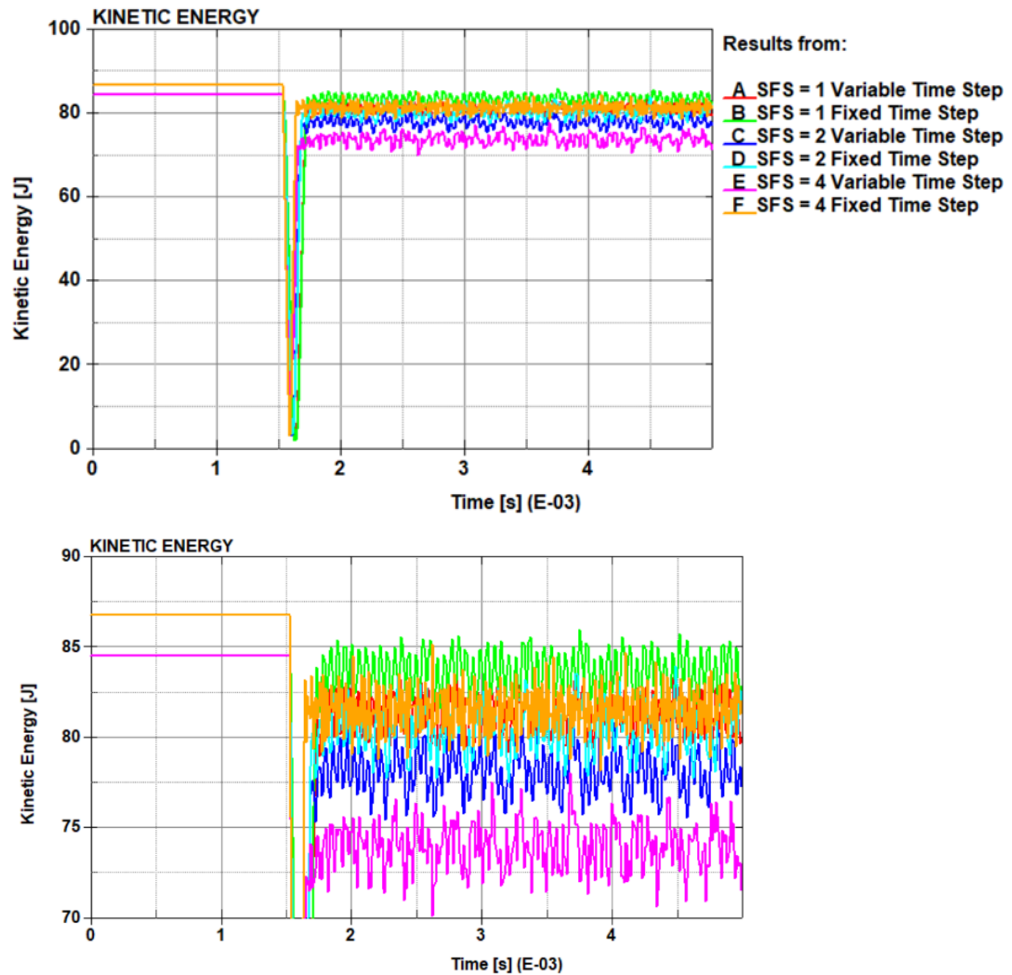 KINETIC ENERGY
100
80
60
40
20
0
Kinetic Energy [J]
0 1 2 3 4
Time [s] (E-03)
Results from:
A SFS = 1 Variable Time Step
B SFS = 1 Fixed Time Step
C SFS = 2 Variable Time Step
D SFS = 2 Fixed Time Step
E SFS = 4 Variable Time Step
F SFS = 4 Fixed Time Step
KINETIC ENERGY
90
85
80
75
70
Kinetic Energy [J]
0 1 2 3 4
Time [s] (E-03)